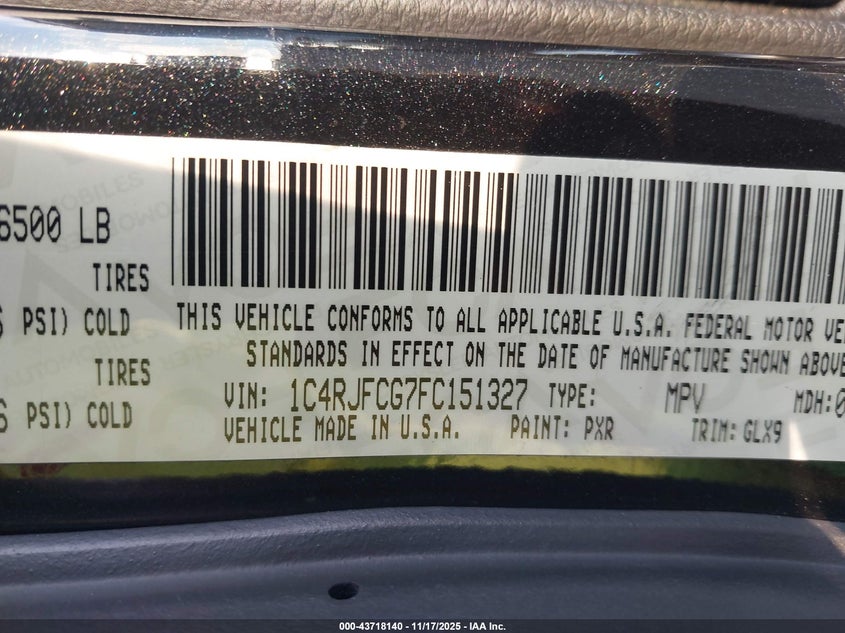 6500 LB
TIRES
PSI) COLD
TIRES
PSI) COLD
THIS VEHICLE CONFORMS TO ALL APPLICABLE U.S.A. FEDERAL MOTOR VE
STANDARDS IN EFFECT ON THE DATE OF MANUFACTURE SHOWN ABOVE
VIN: 1C4RJFCG7FC151327 TYPE: MPV MDH:0
VEHICLE MADE IN U.S.A. PAINT: PXR TRIM: GLX9
000-43718140 - 11/17/2025 - IAA Inc.